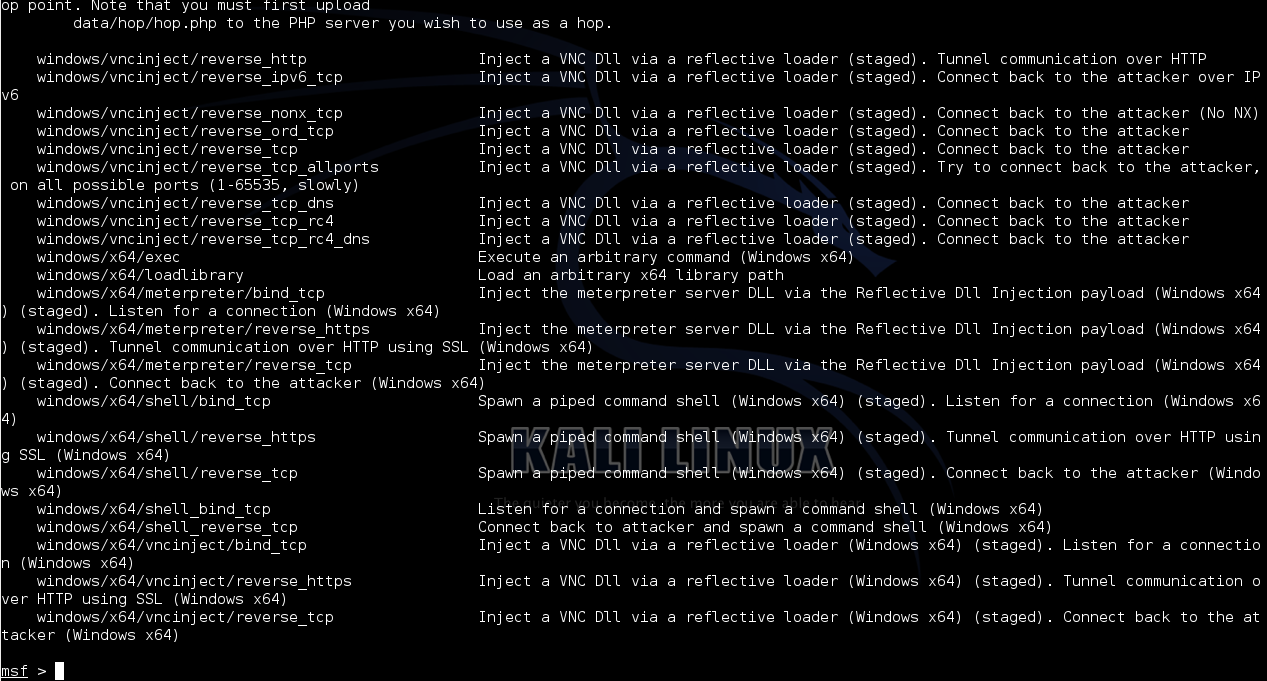 op point. Note that you must first upload
data/hop/hop.php to the PHP server you wish to use as a hop.
windows/vncinject/reverse_http Inject a VNC Dll via a reflective loader (staged). Tunnel communication over HTTP
windows/vncinject/reverse_ipv6_tcp Inject a VNC Dll via a reflective loader (staged). Connect back to the attacker over IP
v6
windows/vncinject/reverse_nonx_tcp Inject a VNC Dll via a reflective loader (staged). Connect back to the attacker (No NX)
windows/vncinject/reverse_ord_tcp Inject a VNC Dll via a reflective loader (staged). Connect back to the attacker
windows/vncinject/reverse_tcp Inject a VNC Dll via a reflective loader (staged). Connect back to the attacker
windows/vncinject/reverse_tcp_allports Inject a VNC Dll via a reflective loader (staged). Try to connect back to the attacker,
on all possible ports (1-65535, slowly)
windows/vncinject/reverse_tcp_dns Inject a VNC Dll via a reflective loader (staged). Connect back to the attacker
windows/vncinject/reverse_tcp_rc4 Inject a VNC Dll via a reflective loader (staged). Connect back to the attacker
windows/vncinject/reverse_tcp_rc4_dns Inject a VNC Dll via a reflective loader (staged). Connect back to the attacker
windows/x64/exec Execute an arbitrary command (Windows x64)
windows/x64/loadlibrary Load an arbitrary x64 library path
windows/x64/meterpreter/bind_tcp Inject the meterpreter server DLL via the Reflective Dll Injection payload (Windows x64
) (staged). Listen for a connection (Windows x64)
windows/x64/meterpreter/reverse_https Inject the meterpreter server DLL via the Reflective Dll Injection payload (Windows x64
) (staged). Tunnel communication over HTTP using SSL (Windows x64)
windows/x64/meterpreter/reverse_tcp Inject the meterpreter server DLL via the Reflective Dll Injection payload (Windows x64
) (staged). Connect back to the attacker (Windows x64)
windows/x64/shell/bind_tcp Spawn a piped command shell (Windows x64) (staged). Listen for a connection (Windows x6
4)
windows/x64/shell/reverse_https Spawn a piped command shell (Windows x64) (staged). Tunnel communication over HTTP usin
g SSL (Windows x64)
KALI LINUX
windows/x64/shell/reverse_tcp Spawn a piped command shell (Windows x64) (staged). Connect back to the attacker (Windo
ws x64)
The quieter you become, the more you are able to hear
windows/x64/shell_bind_tcp Listen for a connection and spawn a command shell (Windows x64)
windows/x64/shell_reverse_tcp Connect back to attacker and spawn a command shell (Windows x64)
windows/x64/vncinject/bind_tcp Inject a VNC Dll via a reflective loader (Windows x64) (staged). Listen for a connectio
n (Windows x64)
windows/x64/vncinject/reverse_https Inject a VNC Dll via a reflective loader (Windows x64) (staged). Tunnel communication o
ver HTTP using SSL (Windows x64)
windows/x64/vncinject/reverse_tcp Inject a VNC Dll via a reflective loader (Windows x64) (staged). Connect back to the at
tacker (Windows x64)
msf >